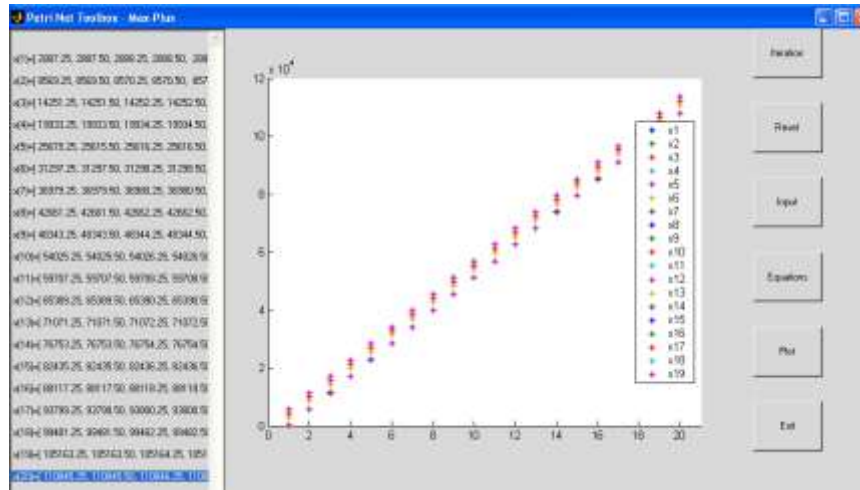 Petri Net Toolbox - Max-Plus
x(1)=[ 2887.25, 2887.50, 2888.25, 2888.50,
x(2)=[ 8569.25, 8569.50, 8570.25, 8570.50, 857
x(3)=[ 14251.25, 14251.50, 14252.25, 14252.50,
x(4)=[ 19933.25, 19933.50, 19934.25, 19934.50,
x(5)=[ 25615.25, 25615.50, 25616.25, 25616.50,
x(6)=[ 31297.25, 31297.50, 31298.25, 31298.50,
x(7)=[ 36979.25, 36979.50, 36980.25, 36980.50,
x(8)=[ 42661.25, 42661.50, 42662.25, 42662.50,
x(9)=[ 48343.25, 48343.50, 48344.25, 48344.50,
x(10)=[ 54025.25, 54025.50, 54026.25, 54026.50
x(11)=[ 59707.25, 59707.50, 59708.25, 59708.50
x(12)=[ 65389.25, 65389.50, 65390.25, 65390.50
x(13)=[ 71071.25, 71071.50, 71072.25, 71072.50
x(14)=[ 76753.25, 76753.50, 76754.25, 76754.50
x(15)=[ 82435.25, 82435.50, 82436.25, 82436.50
x(16)=[ 88117.25, 88117.50, 88118.25, 88118.50
x(17)=[ 93799.25, 93799.50, 93800.25, 93800.50
x(18)=[ 99481.25, 99481.50, 99482.25, 99482.50
x(19)=[ 105163.25, 105163.50, 105164.25, 1051
x(20)=[ 110845.25, 110845.50, 110846.25, 1108
x 10⁴
12
10
8
6
4
2
0
0 2 4 6 8 10 12 14 16 18 20
x1
x2
x3
x4
x5
x6
x7
x8
x9
x10
x11
x12
x13
x14
x15
x16
x17
x18
x19
Iteration
Reset
Input
Equations
Plot
Exit